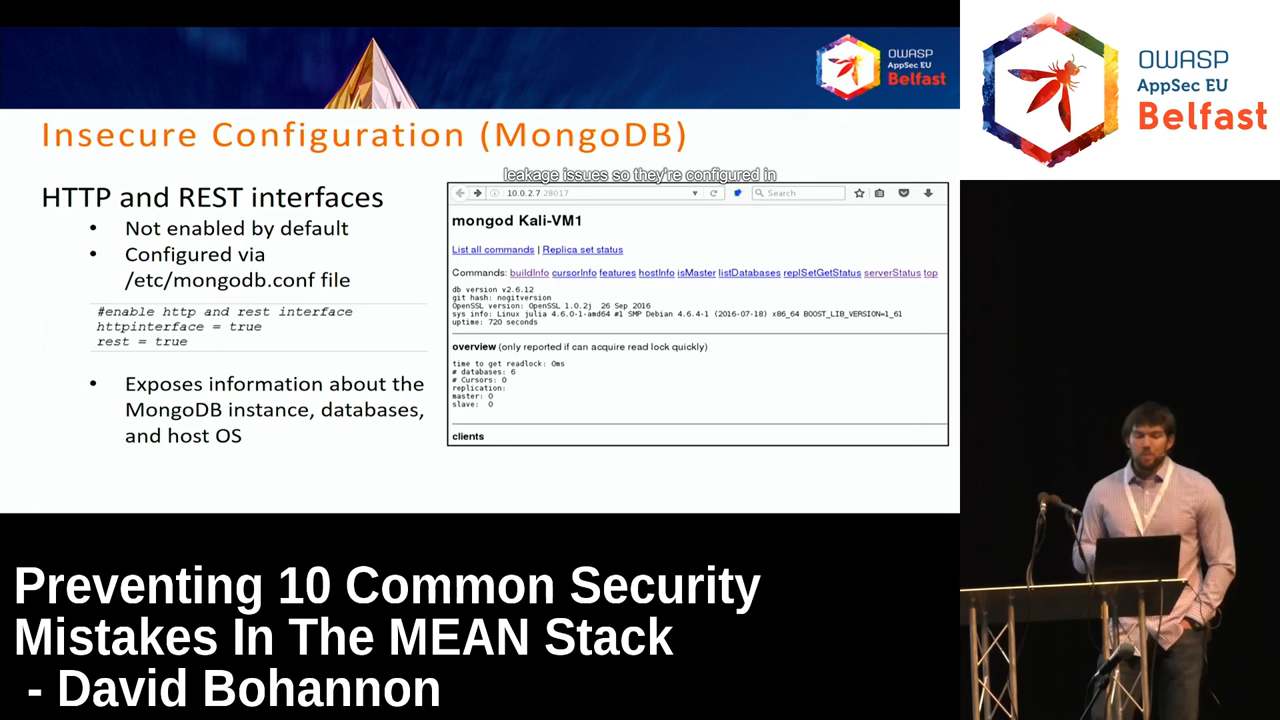 OWASP
AppSec EU
Belfast
OWASP
AppSec EU
Belfast
Insecure Configuration (MongoDB)
leakage issues so they're configured in
HTTP and REST interfaces
• Not enabled by default
• Configured via
/etc/mongodb.conf file
#enable http and rest interface
httpinterface = true
rest = true
• Exposes information about the
MongoDB instance, databases,
and host OS
10.0.2.7:28017
Search
mongod Kali-VM1
List all commands | Replica set status
Commands: buildInfo cursorInfo features hostInfo isMaster listDatabases replSetGetStatus serverStatus top
db version v2.6.12
git hash: nogitversion
OpenSSL version: OpenSSL 1.0.2j 26 Sep 2016
sys info: Linux julia 4.6.0-1-amd64 #1 SMP Debian 4.6.4-1 (2016-07-18) x86_64 BOOST_LIB_VERSION=1_61
uptime: 720 seconds
overview (only reported if can acquire read lock quickly)
time to get readlock: 0ms
# databases: 6
# Cursors: 0
replication:
master: 0
slave: 0
clients
Preventing 10 Common Security
Mistakes In The MEAN Stack
- David Bohannon